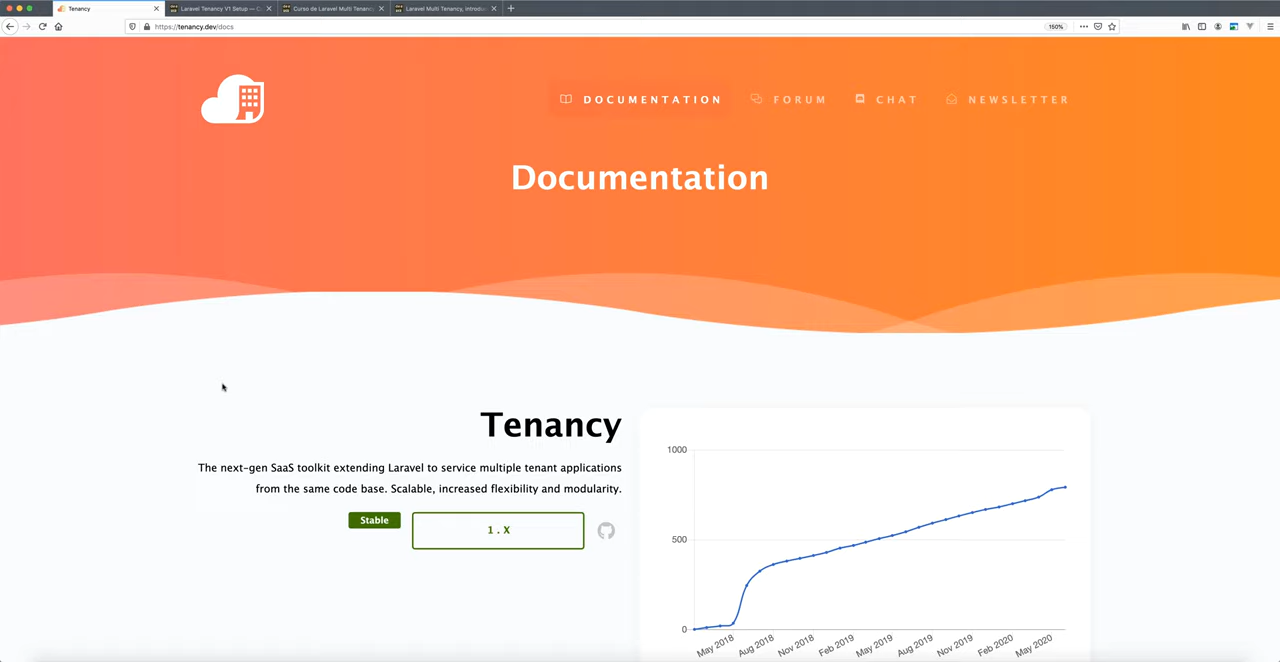 Tenancy
Laravel Tenancy V1 Setup — C
Curso de Laravel Multi Tenancy
Laravel Multi Tenancy, introdu
https://tenancy.dev/docs
150%
DOCUMENTATION
FORUM
CHAT
NEWSLETTER
Documentation
Tenancy
The next-gen SaaS toolkit extending Laravel to service multiple tenant applications
from the same code base. Scalable, increased flexibility and modularity.
Stable
1.X
1000
500
0
May 2018
Aug 2018
Nov 2018
Feb 2019
May 2019
Aug 2019
Nov 2019
Feb 2020
May 2020